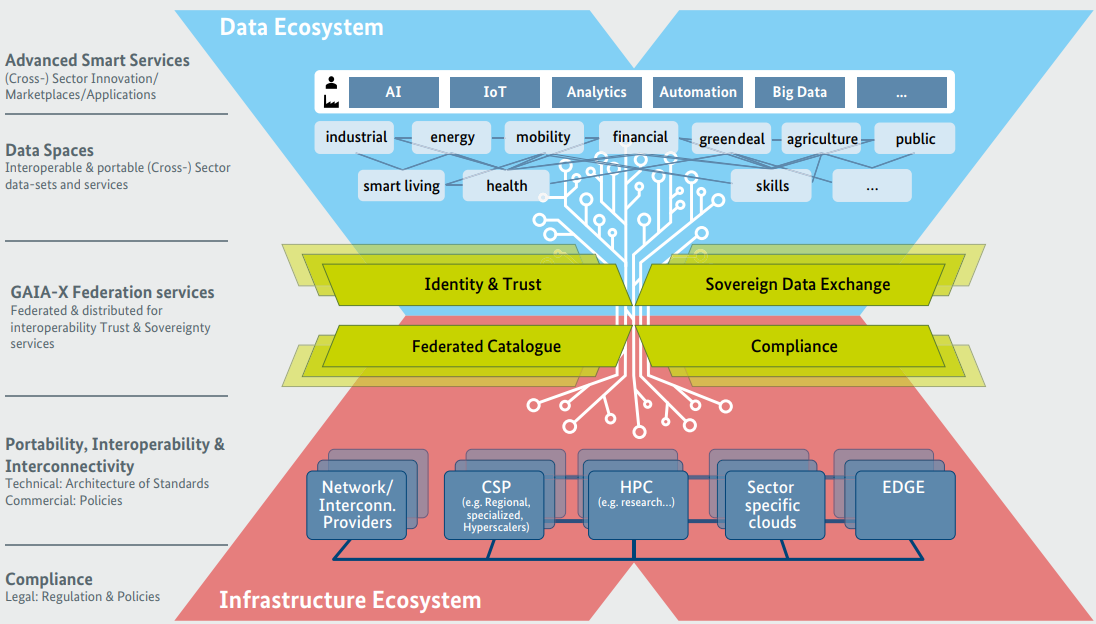 Data Ecosystem
Advanced Smart Services
(Cross-) Sector Innovation/
Marketplaces/Applications
AI
IoT
Analytics
Automation
Big Data
...
Data Spaces
Interoperable & portable (Cross-) Sector
data-sets and services
industrial
energy
mobility
financial
greendeal
agriculture
public
smart living
health
skills
...
GAIA-X Federation services
Federated & distributed for
interoperability Trust & Sovereignty
services
Identity & Trust
Sovereign Data Exchange
Federated Catalogue
Compliance
Portability, Interoperability &
Interconnectivity
Technical: Architecture of Standards
Commercial: Policies
Network/
Interconn.
Providers
CSP
(e.g. Regional,
specialized,
Hyperscalers)
HPC
(e.g. research...)
Sector
specific
clouds
EDGE
Compliance
Legal: Regulation & Policies
Infrastructure Ecosystem